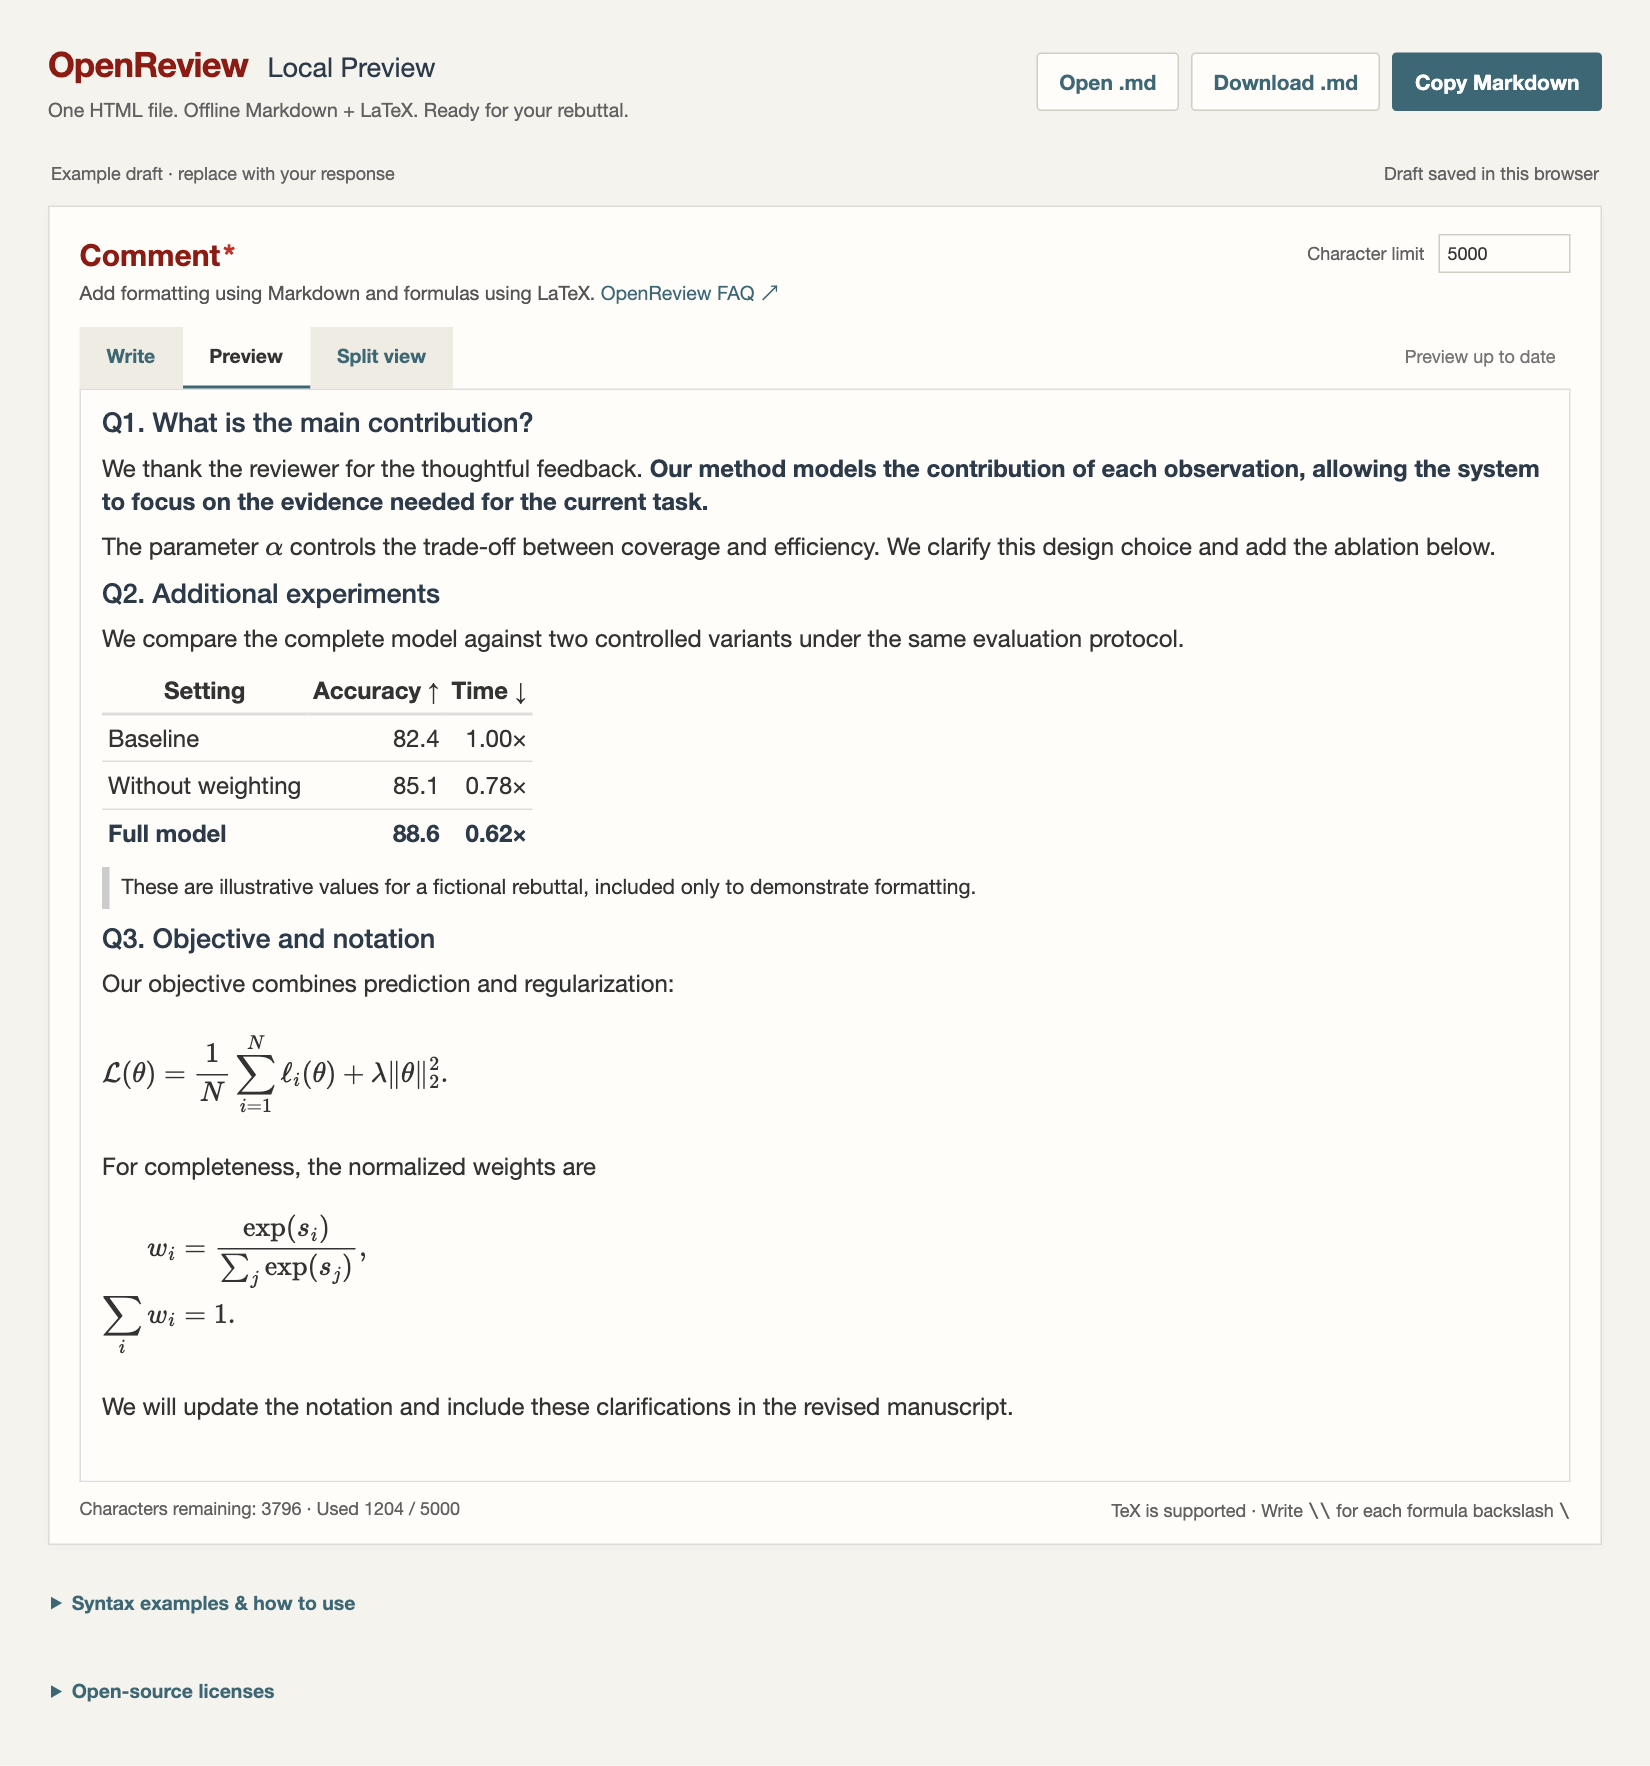 OpenReview Local Preview
Open .md
Download .md
Copy Markdown
One HTML file. Offline Markdown + LaTeX. Ready for your rebuttal.
Example draft · replace with your response
Draft saved in this browser
Comment*
Character limit 5000
Add formatting using Markdown and formulas using LaTeX. OpenReview FAQ ↗
Write Preview Split view
Preview up to date
Q1. What is the main contribution?
We thank the reviewer for the thoughtful feedback. Our method models the contribution of each observation, allowing the system
to focus on the evidence needed for the current task.
The parameter α controls the trade-off between coverage and efficiency. We clarify this design choice and add the ablation below.
Q2. Additional experiments
We compare the complete model against two controlled variants under the same evaluation protocol.
Setting Accuracy ↑ Time ↓
Baseline 82.4 1.00×
Without weighting 85.1 0.78×
Full model 88.6 0.62×
These are illustrative values for a fictional rebuttal, included only to demonstrate formatting.
Q3. Objective and notation
Our objective combines prediction and regularization:
ℒ(θ) = 1/N ∑_{i=1}^{N} ℓ_i(θ) + λ‖θ‖₂².
For completeness, the normalized weights are
w_i = exp(s_i) / ∑_j exp(s_j),
∑_i w_i = 1.
We will update the notation and include these clarifications in the revised manuscript.
Characters remaining: 3796 · Used 1204 / 5000
TeX is supported · Write \\ for each formula backslash \
▶ Syntax examples & how to use
▶ Open-source licenses